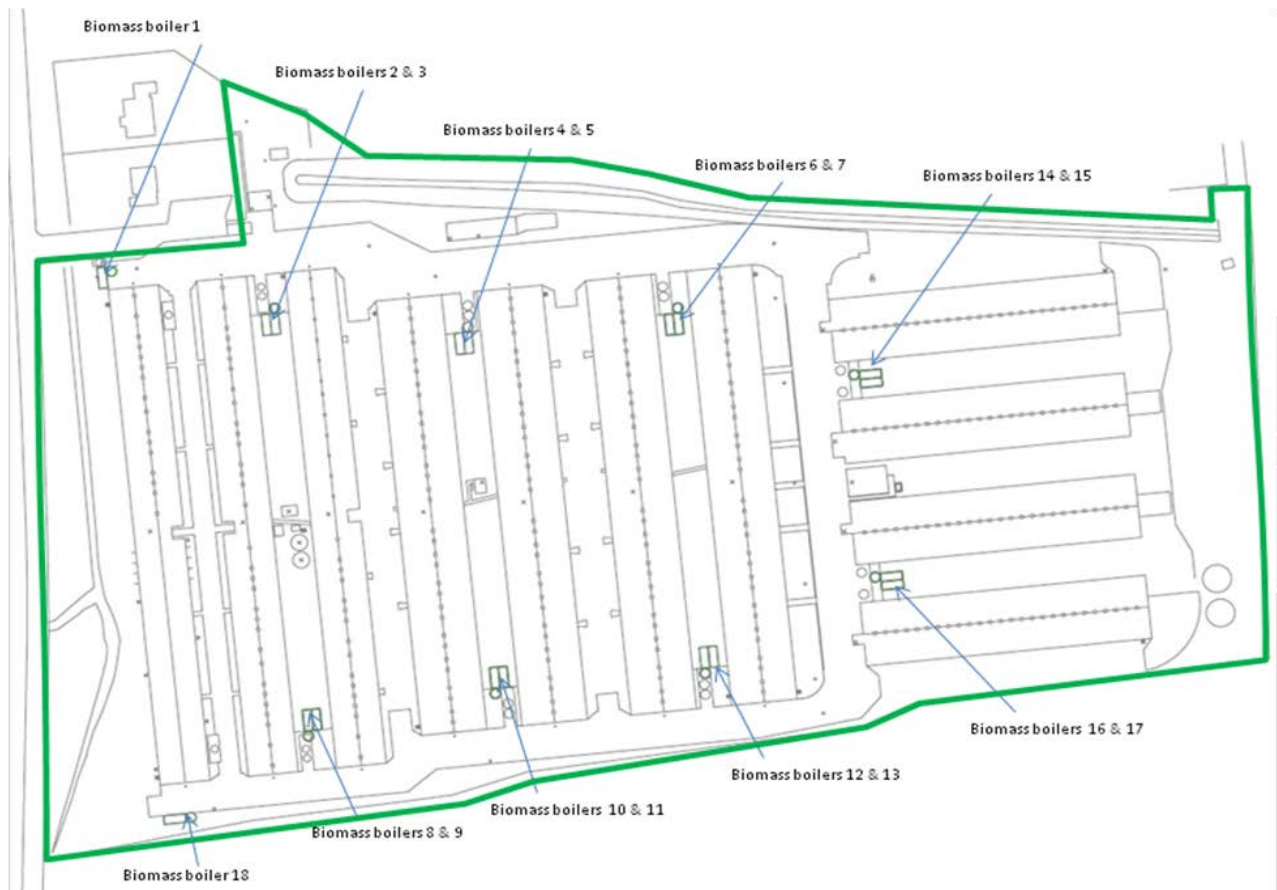 Biomass boiler 1
Biomass boilers 2 & 3
Biomass boilers 4 & 5
Biomass boilers 6 & 7
Biomass boilers 14 & 15
Biomass boilers 16 & 17
Biomass boilers 12 & 13
Biomass boilers 10 & 11
Biomass boilers 8 & 9
Biomass boiler 18